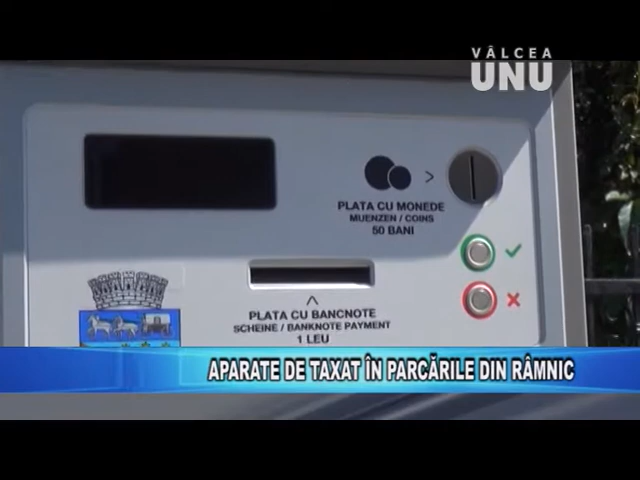 VÂLCEA
UNU
>
PLATA CU MONEDE
MUENZEN / COINS
50 BANI
PLATA CU BANCNOTE
SCHEINE / BANKNOTE PAYMENT
1 LEU
APARATE DE TAXAT ÎN PARCĂRILE DIN RÂMNIC